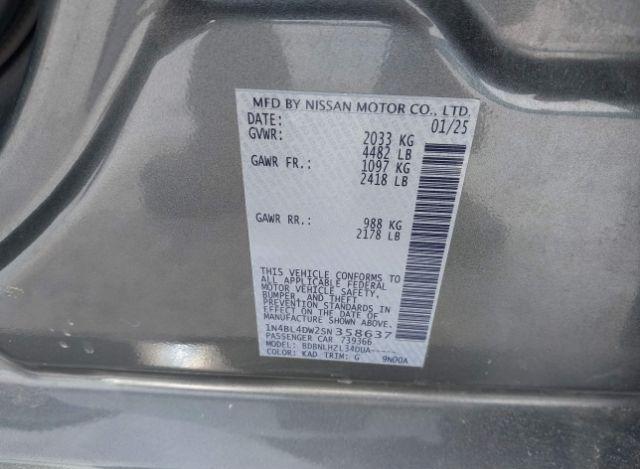 MFD BY NISSAN MOTOR CO., LTD.
DATE: 01/25
GVWR: 2033 KG
4482 LB
GAWR FR.: 1097 KG
2418 LB
GAWR RR.: 988 KG
2178 LB
THIS VEHICLE CONFORMS TO
ALL APPLICABLE FEDERAL
MOTOR VEHICLE SAFETY,
BUMPER, AND THEFT
PREVENTION STANDARDS IN
EFFECT ON THE DATE OF
MANUFACTURE SHOWN ABOVE.
1N4BL4DW2SN358637
PASSENGER CAR 739366
MODEL: BDBNLHZL34DUA-----
COLOR: KAD TRIM: G 9N00A